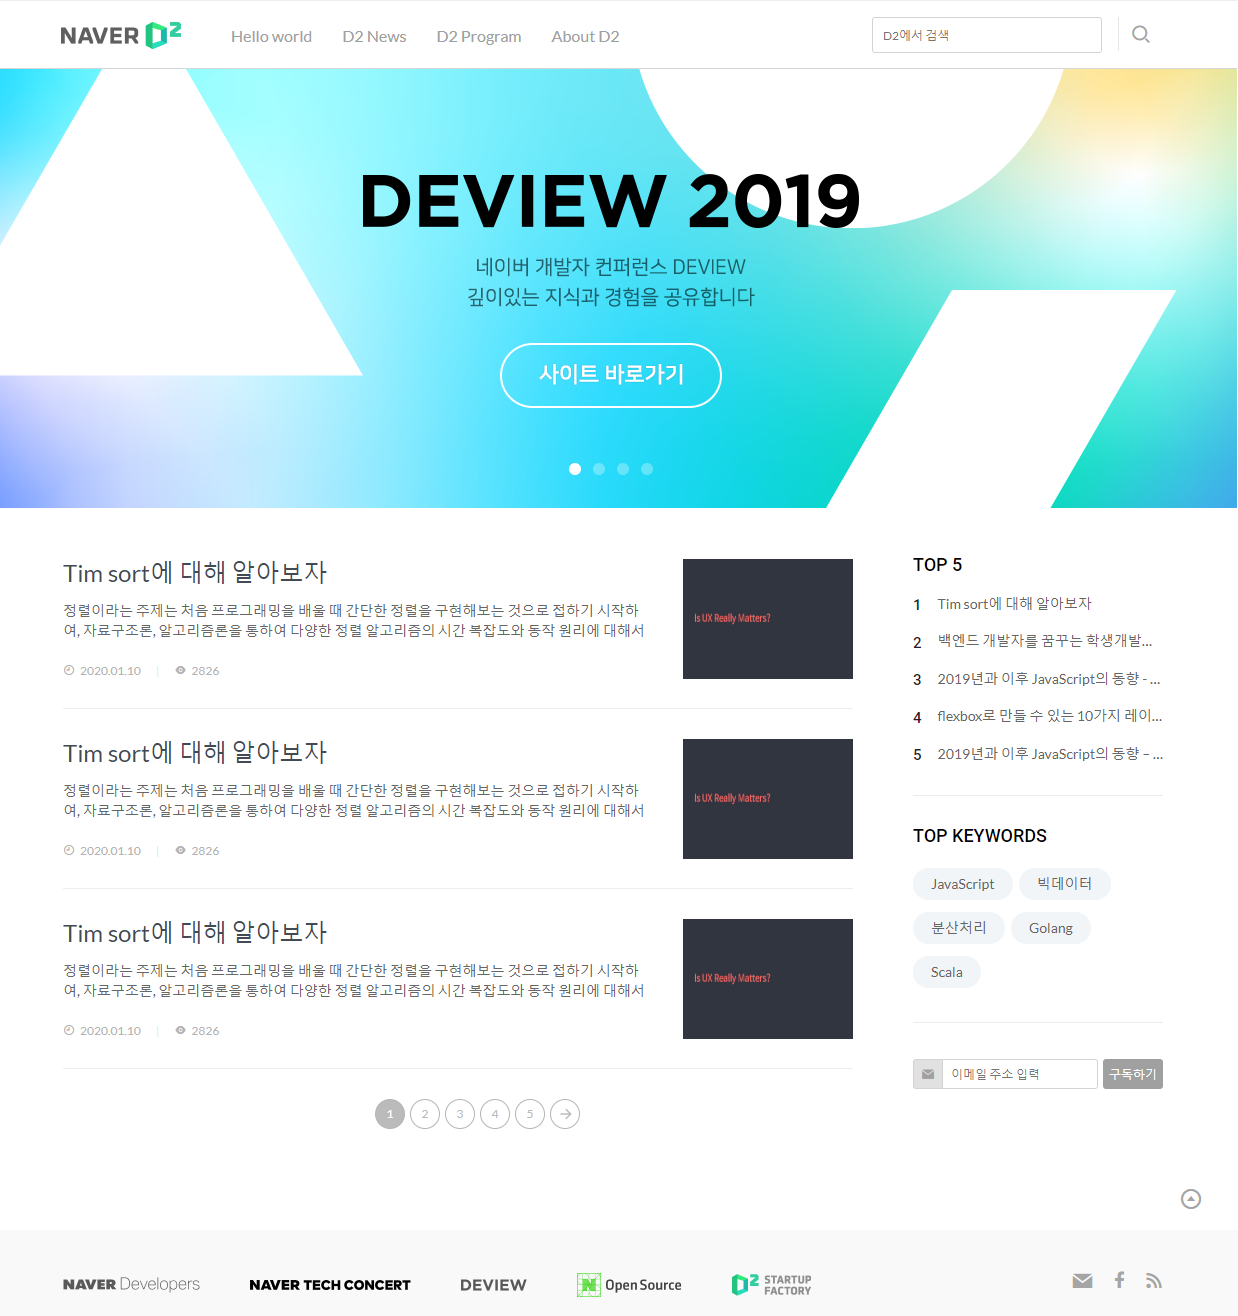 NAVER D2
Hello world
D2 News
D2 Program
About D2
D2에서 검색
DEVIEW 2019
네이버 개발자 컨퍼런스 DEVIEW
깊이있는 지식과 경험을 공유합니다
사이트 바로가기
Tim sort에 대해 알아보자
정렬이라는 주제는 처음 프로그래밍을 배울 때 간단한 정렬을 구현해보는 것으로 접하기 시작하
여, 자료구조론, 알고리즘론을 통하여 다양한 정렬 알고리즘의 시간 복잡도와 동작 원리에 대해서
2020.01.10 | 2826
Is UX Really Matters?
Tim sort에 대해 알아보자
정렬이라는 주제는 처음 프로그래밍을 배울 때 간단한 정렬을 구현해보는 것으로 접하기 시작하
여, 자료구조론, 알고리즘론을 통하여 다양한 정렬 알고리즘의 시간 복잡도와 동작 원리에 대해서
2020.01.10 | 2826
Is UX Really Matters?
Tim sort에 대해 알아보자
정렬이라는 주제는 처음 프로그래밍을 배울 때 간단한 정렬을 구현해보는 것으로 접하기 시작하
여, 자료구조론, 알고리즘론을 통하여 다양한 정렬 알고리즘의 시간 복잡도와 동작 원리에 대해서
2020.01.10 | 2826
Is UX Really Matters?
1 2 3 4 5
TOP 5
1 Tim sort에 대해 알아보자
2 백엔드 개발자를 꿈꾸는 학생개발...
3 2019년과 이후 JavaScript의 동향 - ...
4 flexbox로 만들 수 있는 10가지 레이...
5 2019년과 이후 JavaScript의 동향 – ...
TOP KEYWORDS
JavaScript
빅데이터
분산처리
Golang
Scala
이메일 주소 입력
구독하기
NAVER Developers
NAVER TECH CONCERT
DEVIEW
N Open Source
D2 STARTUP
FACTORY